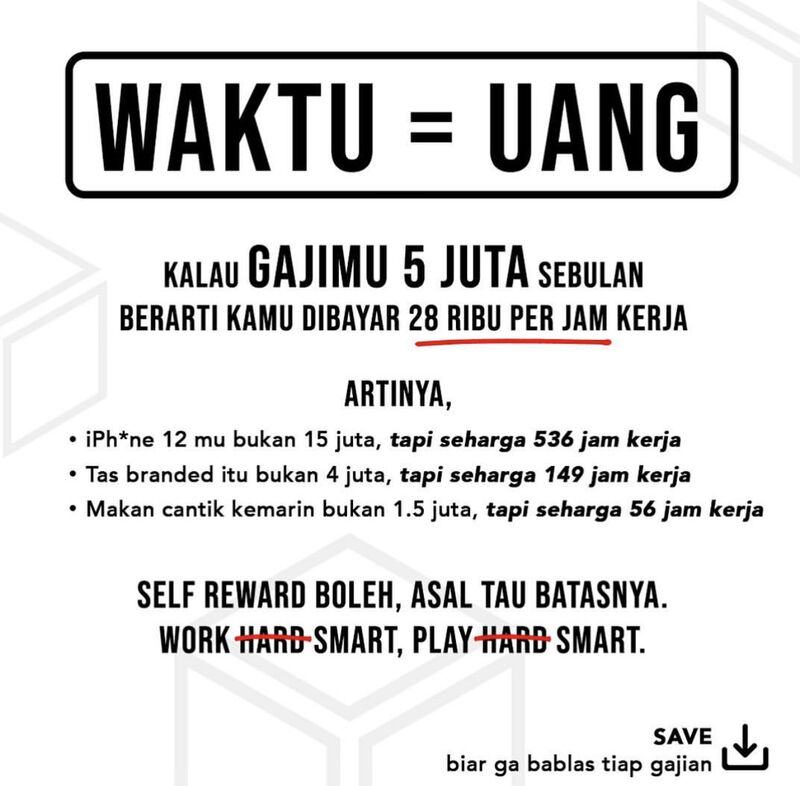 WAKTU = UANG
KALAU GAJIMU 5 JUTA SEBULAN
BERARTI KAMU DIBAYAR 28 RIBU PER JAM KERJA
ARTINYA,
• iPh*ne 12 mu bukan 15 juta, tapi seharga 536 jam kerja
• Tas branded itu bukan 4 juta, tapi seharga 149 jam kerja
• Makan cantik kemarin bukan 1.5 juta, tapi seharga 56 jam kerja
SELF REWARD BOLEH, ASAL TAU BATASNYA.
WORK HARD SMART, PLAY HARD SMART.
SAVE
biar ga bablas tiap gajian